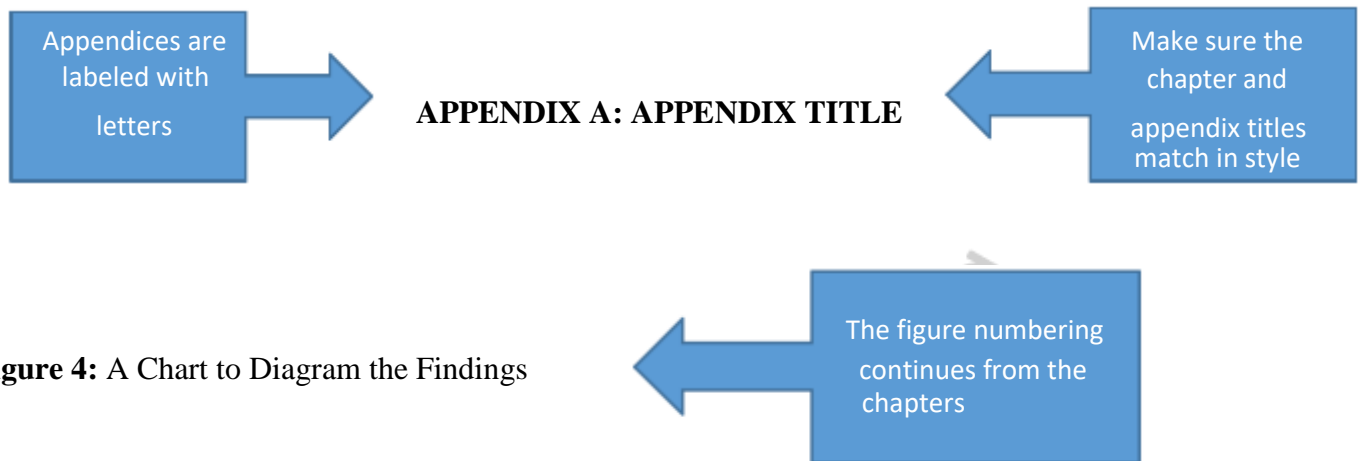 Appendices are
labeled with
letters
APPENDIX A: APPENDIX TITLE
Make sure the
chapter and
appendix titles
match in style
gure 4: A Chart to Diagram the Findings
The figure numbering
continues from the
chapters